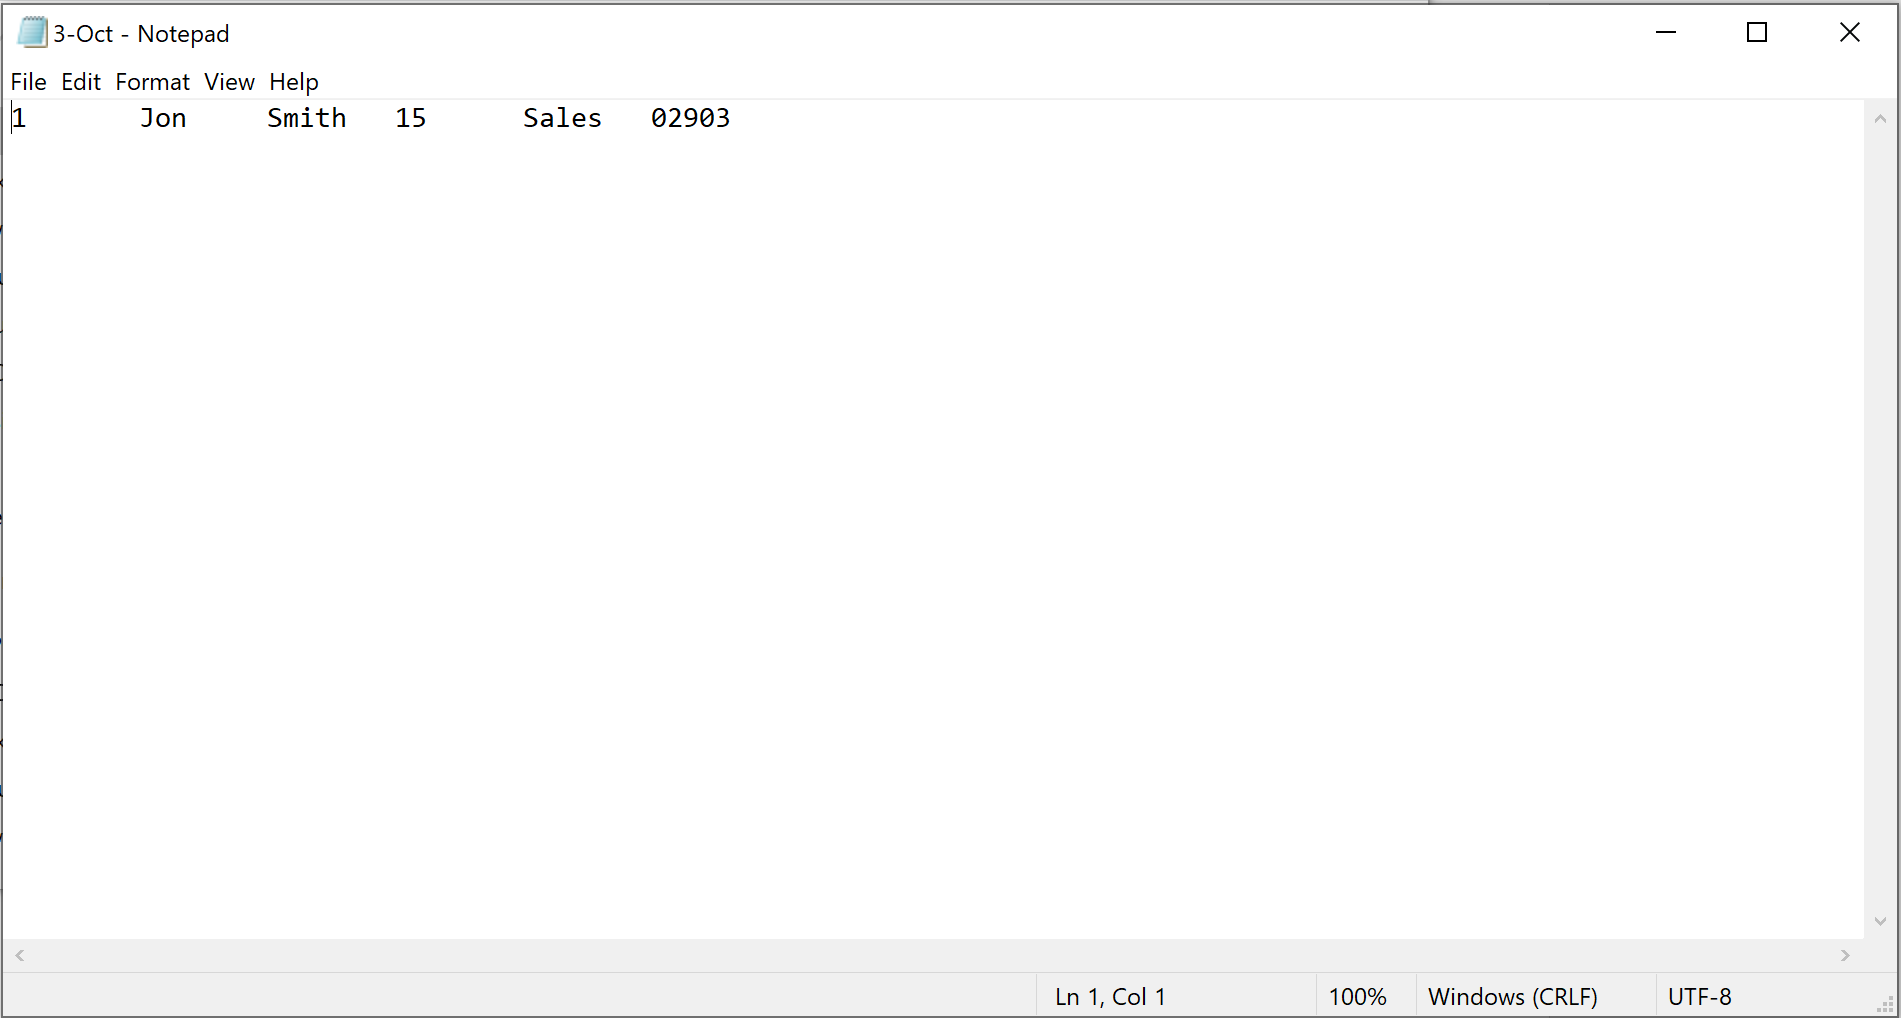 3-Oct - Notepad
File Edit Format View Help
1 Jon Smith 15 Sales 02903
Ln 1, Col 1 100% Windows (CRLF) UTF-8